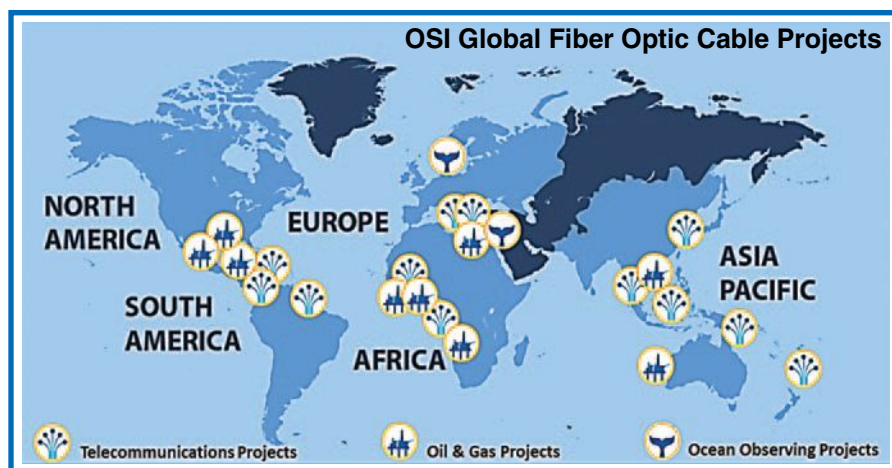 OSI Global Fiber Optic Cable Projects
NORTH
AMERICA
EUROPE
ASIA
PACIFIC
SOUTH
AMERICA
AFRICA
Telecommunications Projects
Oil & Gas Projects
Ocean Observing Projects